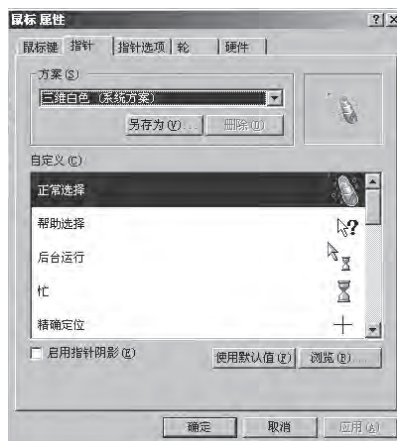 鼠标 属性
鼠标键 指针 指针选项 轮 硬件
方案(S)
三维白色 (系统方案)
另存为(V)... 删除(D)
自定义(C)
正常选择
帮助选择
后台运行
忙
精确定位
启用指针阴影(E) 使用默认值(F) 浏览(B)...
确定 取消 应用(A)